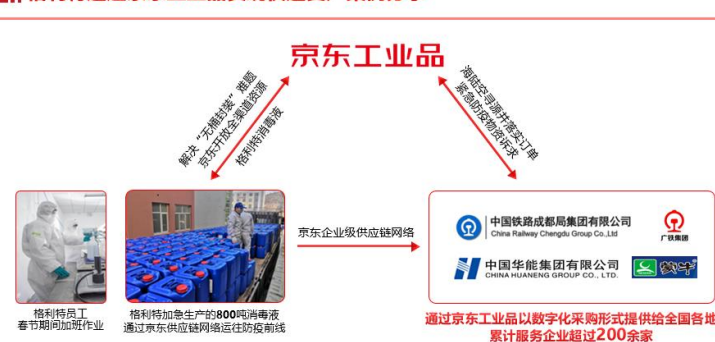 京东工业品
解决“无桶封装”难题
京东开放全渠道资源
格利特消毒液
海陆空寻源并落实订单
紧急防疫物资诉求
京东企业级供应链网络
中国铁路成都局集团有限公司
China Railway Chengdu Group Co.,Ltd
广铁集团
中国华能集团有限公司
CHINA HUANENG GROUP CO., LTD.
蒙牛
格利特员工
春节期间加班作业
格利特加急生产的800吨消毒液
通过京东供应链网络运往防疫前线
通过京东工业品以数字化采购形式提供给全国各地
累计服务企业超过200余家